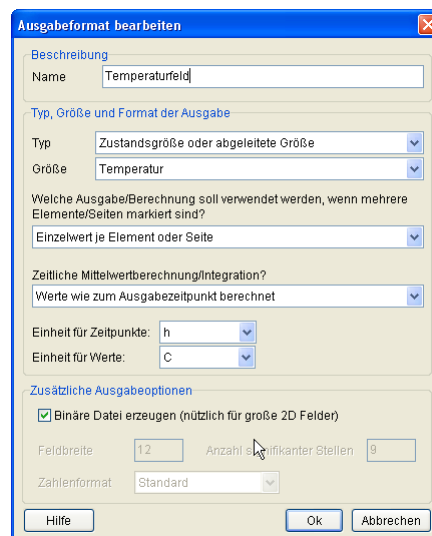 Ausgabeformat bearbeiten
Beschreibung
Name Temperaturfeld
Typ, Größe und Format der Ausgabe
Typ Zustandsgröße oder abgeleitete Größe
Größe Temperatur
Welche Ausgabe/Berechnung soll verwendet werden, wenn mehrere
Elemente/Seiten markiert sind?
Einzelwert je Element oder Seite
Zeitliche Mittelwertberechnung/Integration?
Werte wie zum Ausgabezeitpunkt berechnet
Einheit für Zeitpunkte: h
Einheit für Werte: C
Zusätzliche Ausgabeoptionen
Binäre Datei erzeugen (nützlich für große 2D Felder)
Feldbreite 12 Anzahl signifikanter Stellen 9
Zahlenformat Standard
Hilfe Ok Abbrechen